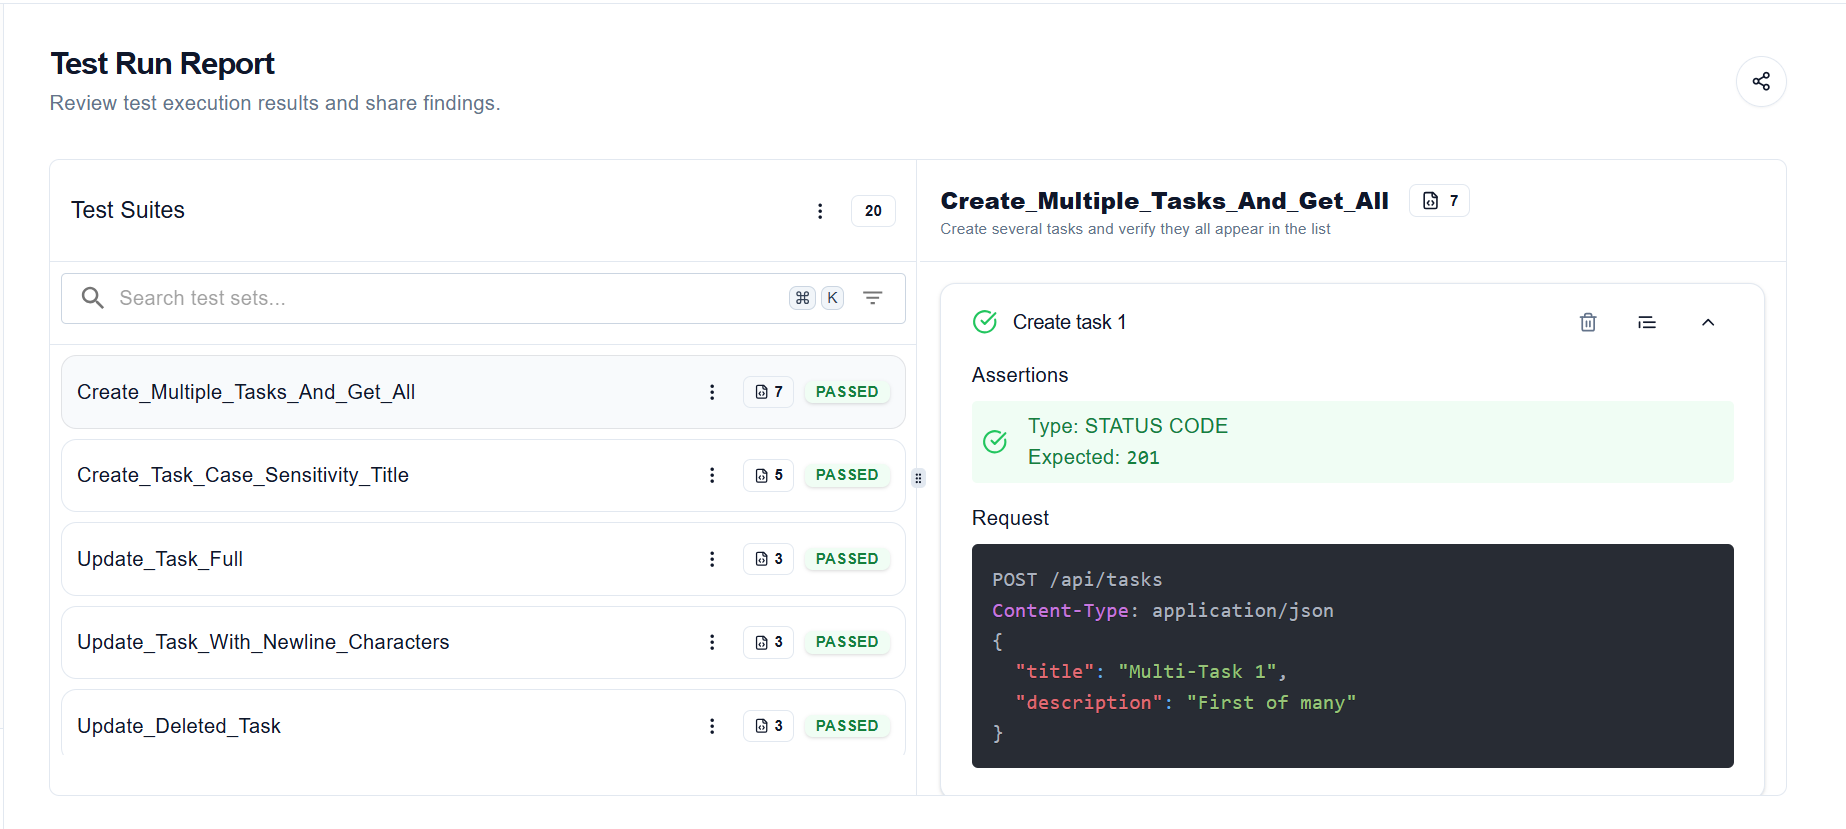 Test Run Report
Review test execution results and share findings.
Test Suites
20
Search test sets...
⌘ K
Create_Multiple_Tasks_And_Get_All 7 PASSED
Create_Task_Case_Sensitivity_Title 5 PASSED
Update_Task_Full 3 PASSED
Update_Task_With_Newline_Characters 3 PASSED
Update_Deleted_Task 3 PASSED
Create_Multiple_Tasks_And_Get_All 7
Create several tasks and verify they all appear in the list
Create task 1
Assertions
Type: STATUS CODE
Expected: 201
Request
POST /api/tasks
Content-Type: application/json
{
"title": "Multi-Task 1",
"description": "First of many"
}